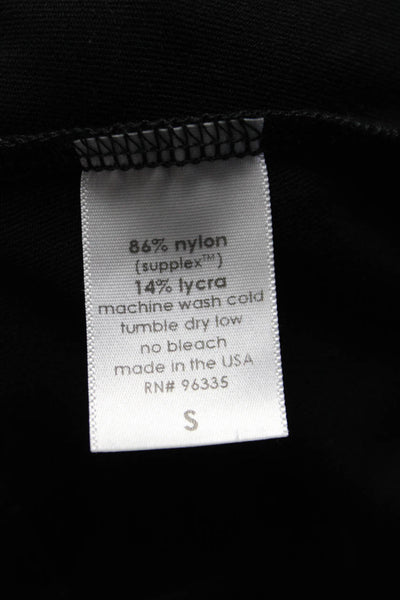 86% nylon
(supplex™)
14% lycra
machine wash cold
tumble dry low
no bleach
made in the USA
RN# 96335
S